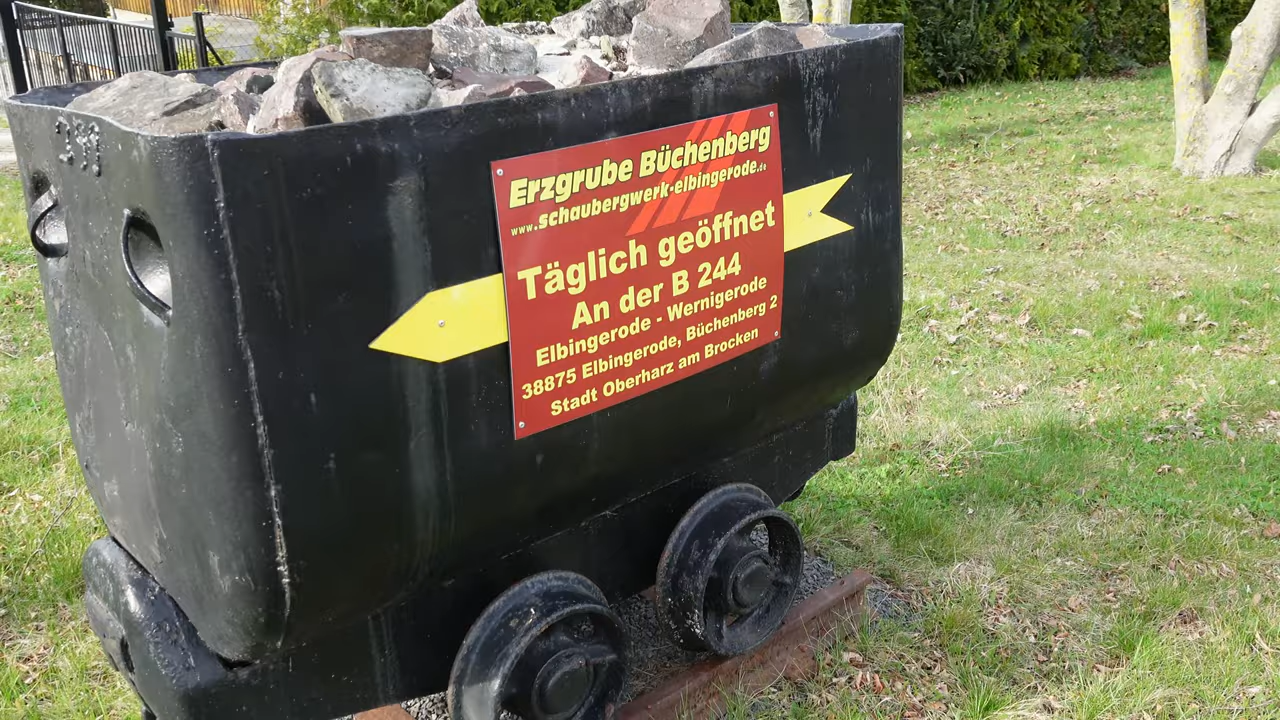 Erzgrube Büchenberg
www.schaubergwerk-elbingerode.de
Täglich geöffnet
An der B 244
Elbingerode - Wernigerode
38875 Elbingerode, Büchenberg 2
Stadt Oberharz am Brocken